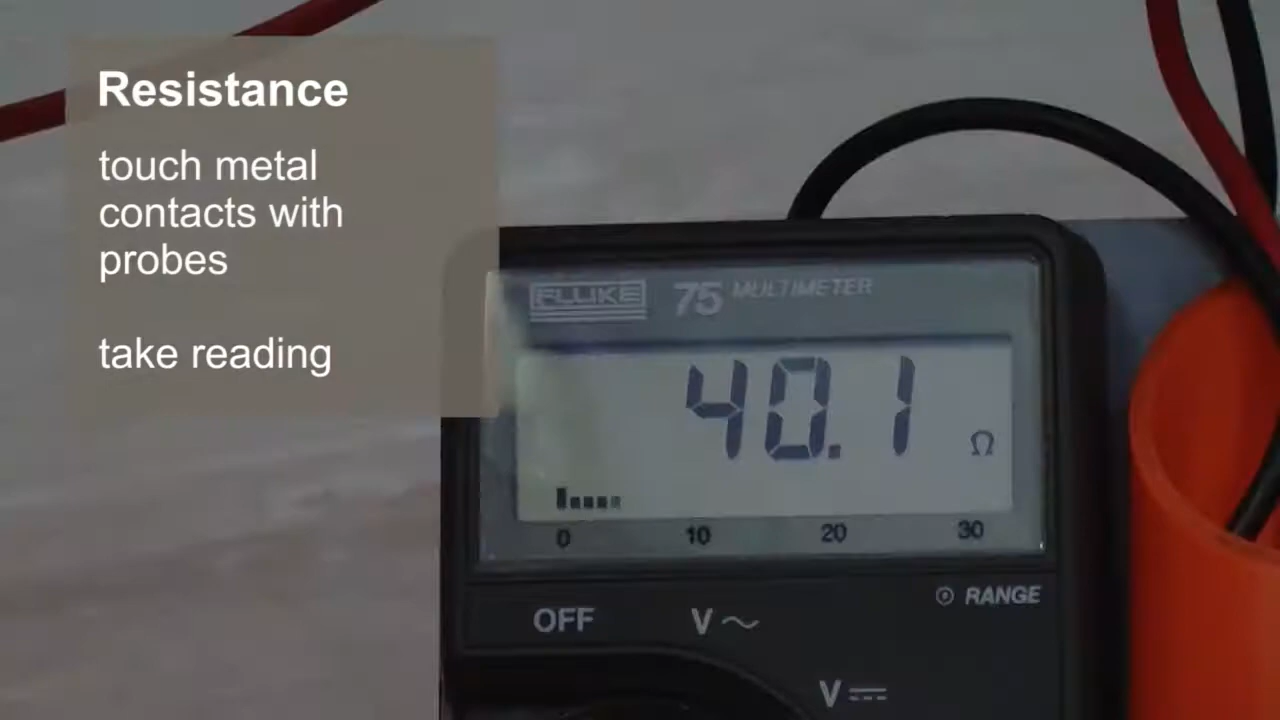 Resistance
touch metal
contacts with
probes
take reading
FLUKE 75 MULTIMETER
40.1 Ω
0 10 20 30
RANGE
OFF V
V